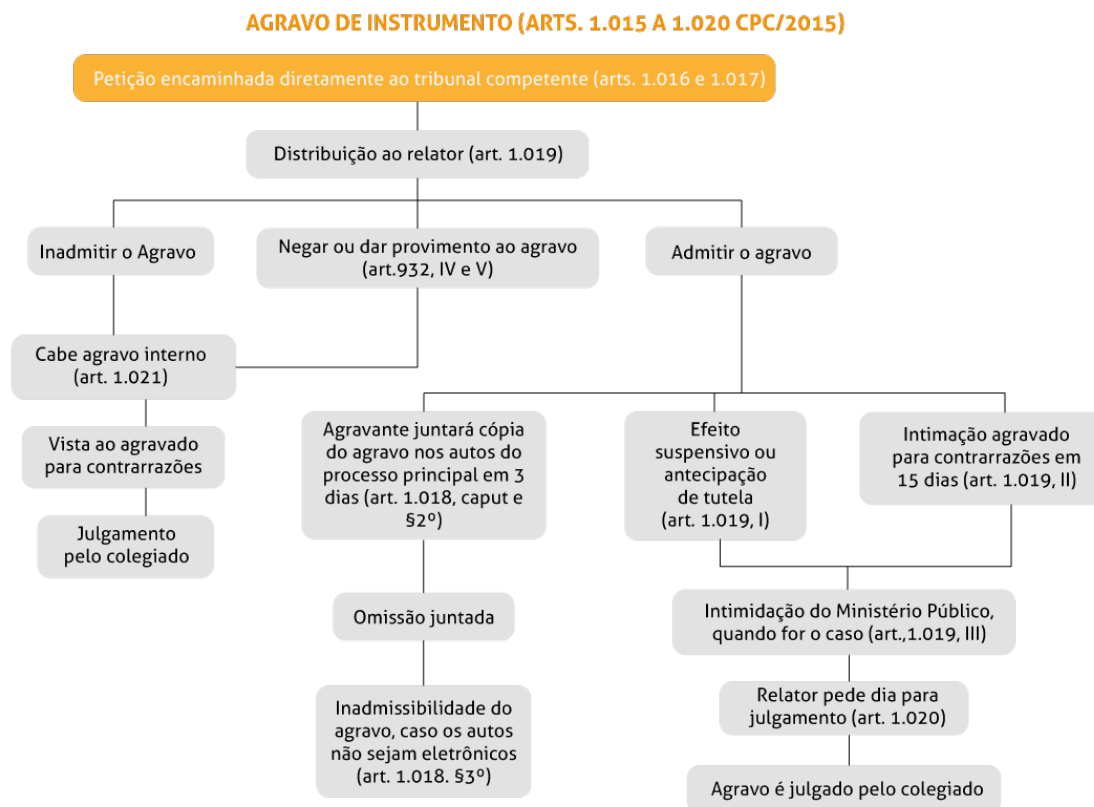 AGRAVO DE INSTRUMENTO (ARTS. 1.015 A 1.020 CPC/2015)
Petição encaminhada diretamente ao tribunal competente (arts. 1.016 e 1.017)
Distribuição ao relator (art. 1.019)
Inadmitir o Agravo
Negar ou dar provimento ao agravo
(art.932, IV e V)
Admitir o agravo
Cabe agravo interno
(art. 1.021)
Vista ao agravado
para contrarrazões
Julgamento
pelo colegiado
Agravante juntará cópia
do agravo nos autos do
processo principal em 3
dias (art. 1.018, caput e
§2º)
Omissão juntada
Inadmissibilidade do
agravo, caso os autos
não sejam eletrônicos
(art. 1.018. §3º)
Efeito
suspensivo ou
antecipação
de tutela
(art. 1.019, I)
Intimação agravado
para contrarrazões em
15 dias (art. 1.019, II)
Intimidação do Ministério Público,
quando for o caso (art.,1.019, III)
Relator pede dia para
julgamento (art. 1.020)
Agravo é julgado pelo colegiado